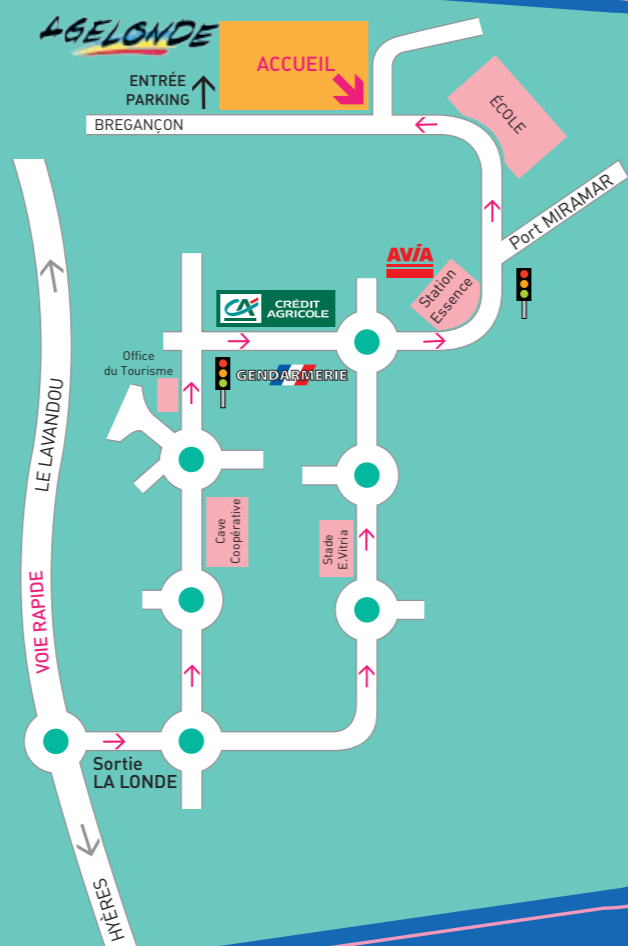 AGELONDE
ACCUEIL
ENTRÉE
PARKING
BREGANÇON
ÉCOLE
Port MIRAMAR
AVIA
Station
Essence
CA CRÉDIT
AGRICOLE
Office
du Tourisme
GENDARMERIE
LE LAVANDOU
Cave
Coopérative
Stade
E.Vitria
VOIE RAPIDE
Sortie
LA LONDE
HYÈRES